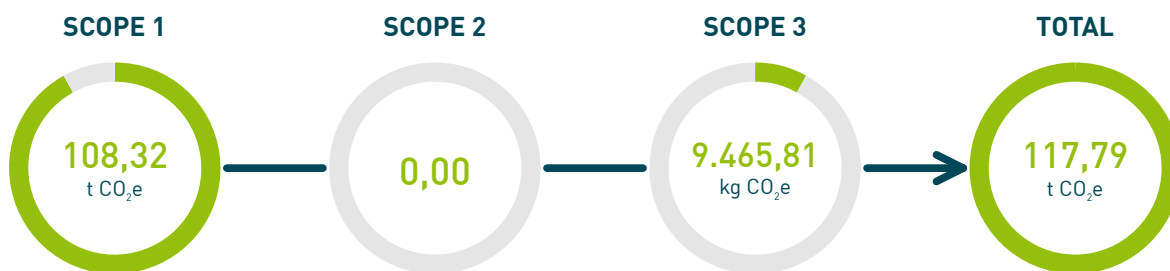 SCOPE 1
108,32
t CO₂e
SCOPE 2
0,00
SCOPE 3
9.465,81
kg CO₂e
TOTAL
117,79
t CO₂e